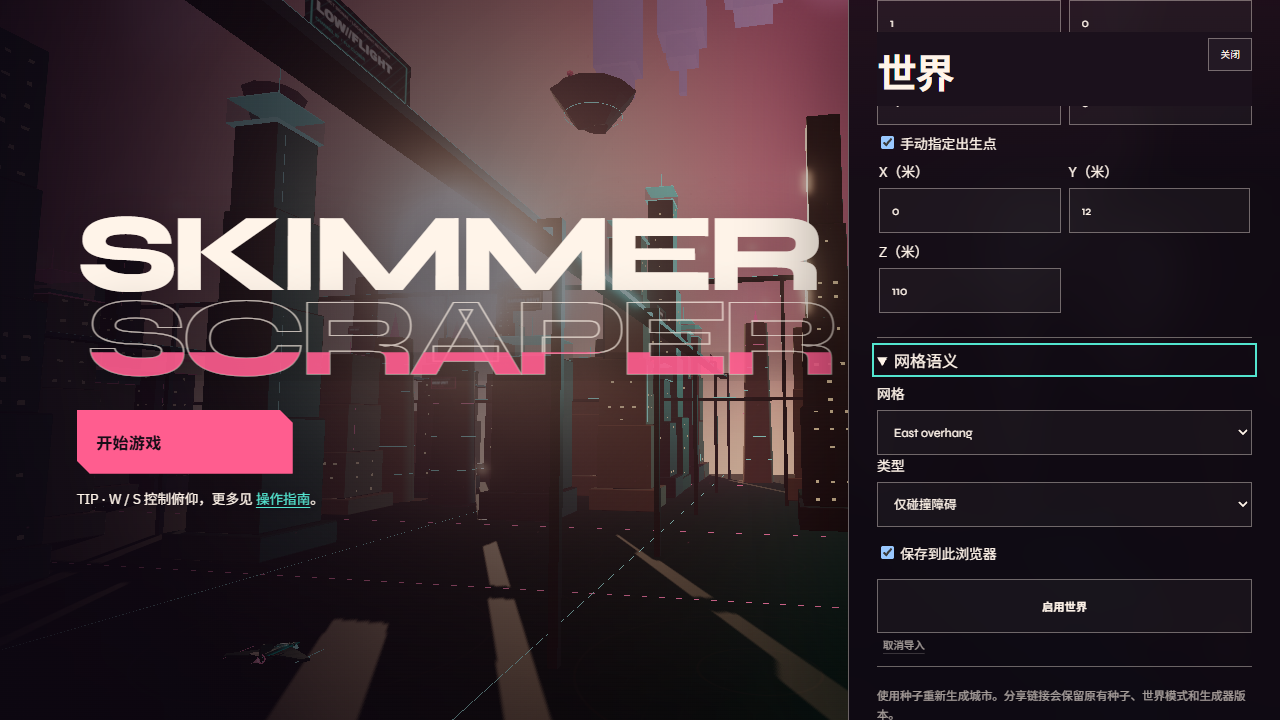 LOW//FLIGHT
SKIMMER
SCRAPER
开始游戏
TIP · W / S 控制俯仰，更多见 操作指南。
1
0
世界
关闭
手动指定出生点
X（米）
Y（米）
0
12
Z（米）
110
▼ 网格语义
网格
East overhang
类型
仅碰撞障碍
保存到此浏览器
启用世界
取消导入
使用种子重新生成城市。分享链接会保留原有种子、世界模式和生成器版
本。